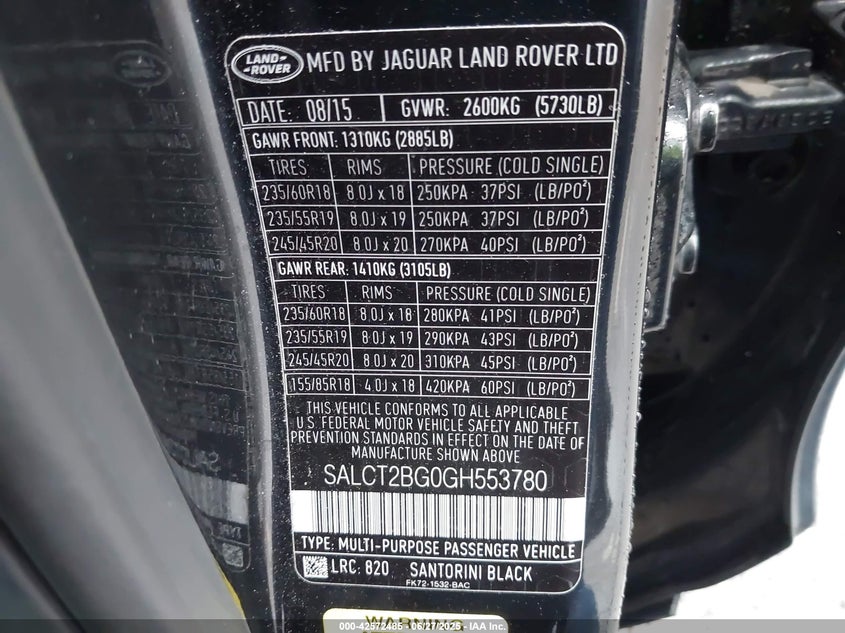 LAND-
-ROVER
MFD BY JAGUAR LAND ROVER LTD
DATE: 08/15 GVWR: 2600KG (5730LB)
GAWR FRONT: 1310KG (2885LB)
TIRES RIMS PRESSURE (COLD SINGLE)
235/60R18 8.0J x 18 250KPA 37PSI (LB/PO²)
235/55R19 8.0J x 19 250KPA 37PSI (LB/PO²)
245/45R20 8.0J x 20 270KPA 40PSI (LB/PO²)
GAWR REAR: 1410KG (3105LB)
TIRES RIMS PRESSURE (COLD SINGLE)
235/60R18 8.0J x 18 280KPA 41PSI (LB/PO²)
235/55R19 8.0J x 19 290KPA 43PSI (LB/PO²)
245/45R20 8.0J x 20 310KPA 45PSI (LB/PO²)
155/85R18 4.0J x 18 420KPA 60PSI (LB/PO²)
THIS VEHICLE CONFORMS TO ALL APPLICABLE
U.S. FEDERAL MOTOR VEHICLE SAFETY AND THEFT
PREVENTION STANDARDS IN EFFECT ON THE DATE OF
MANUFACTURE SHOWN ABOVE
SALCT2BG0GH553780
TYPE: MULTI-PURPOSE PASSENGER VEHICLE
LRC: 820 SANTORINI BLACK
FK72-1532-BAC
WARNING
000-42572485 - 06/27/2025 - IAA Inc.